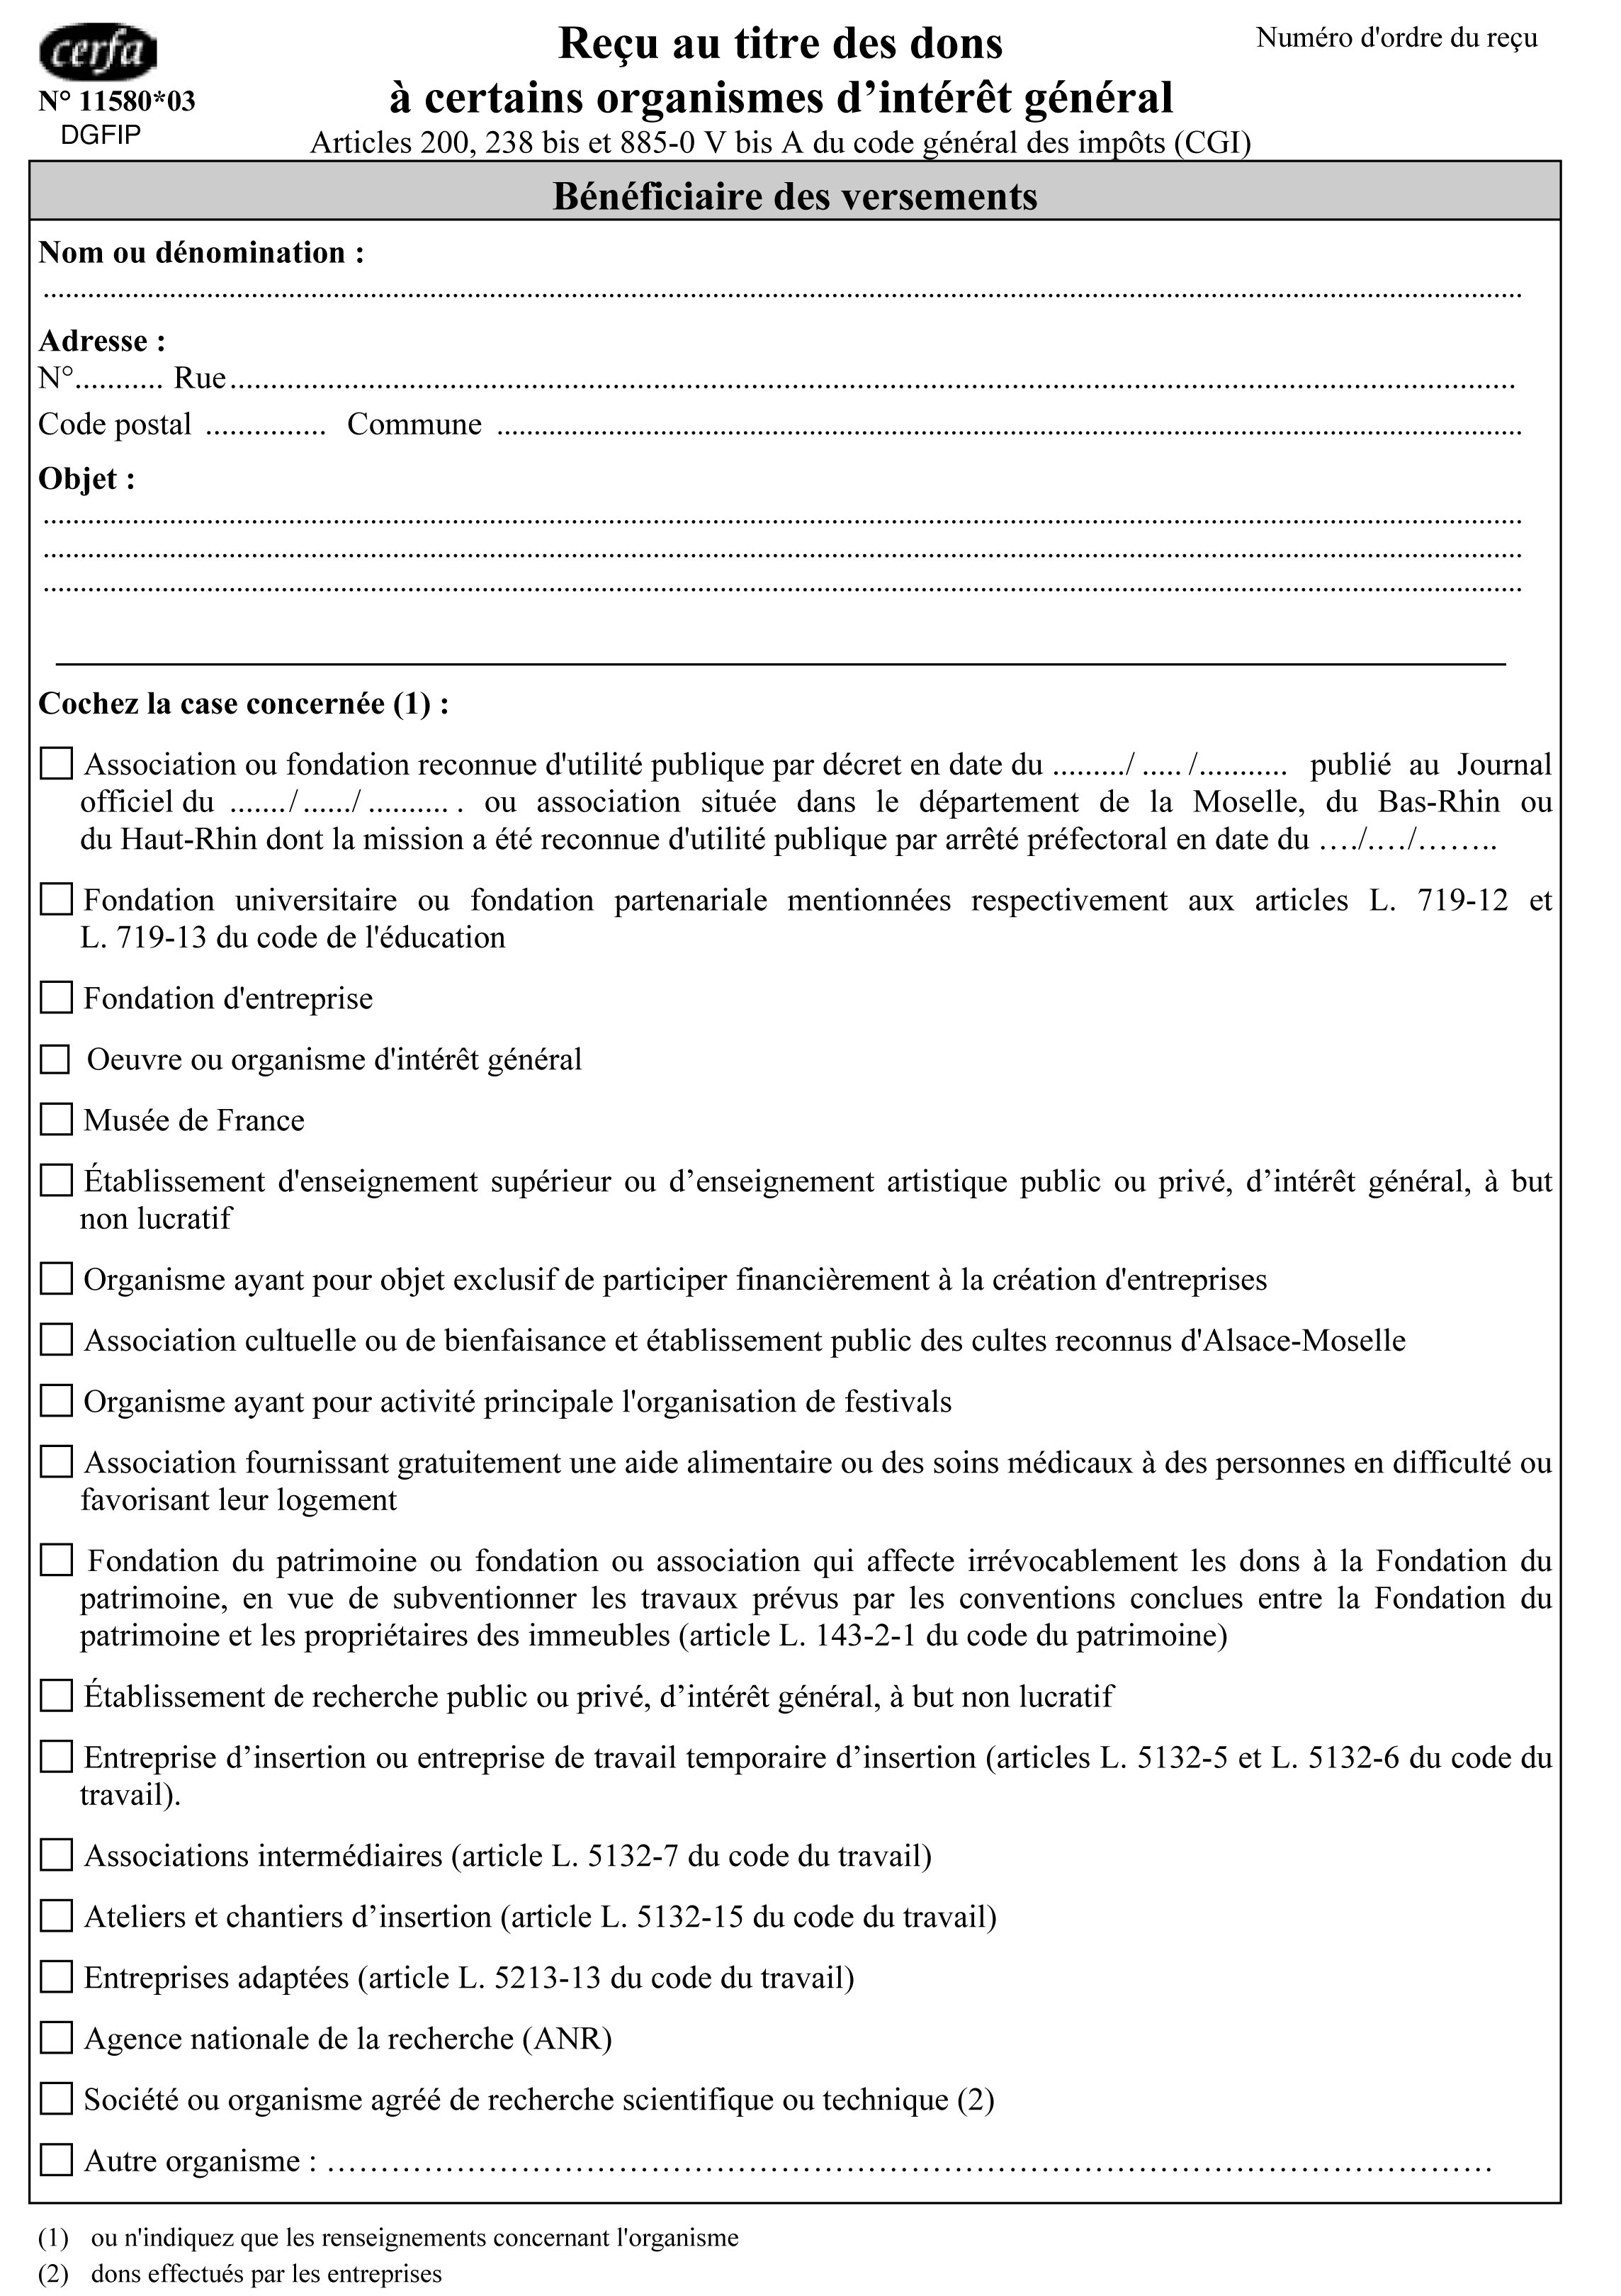 cerfa
N° 11580*03
DGFIP
Reçu au titre des dons
à certains organismes d’intérêt général
Articles 200, 238 bis et 885-0 V bis A du code général des impôts (CGI)
Numéro d'ordre du reçu
Bénéficiaire des versements
Nom ou dénomination :
..........................................................................................................................................
Adresse :
N°........... Rue..........................................................................................................................................
Code postal ............... Commune ..........................................................................................................................................
Objet :
..........................................................................................................................................
..........................................................................................................................................
..........................................................................................................................................
Cochez la case concernée (1) :
Association ou fondation reconnue d'utilité publique par décret en date du ........./ ..... /........... publié au Journal
officiel du ......./ ....../ .......... . ou association située dans le département de la Moselle, du Bas-Rhin ou
du Haut-Rhin dont la mission a été reconnue d'utilité publique par arrêté préfectoral en date du …./…./……..
Fondation universitaire ou fondation partenariale mentionnées respectivement aux articles L. 719-12 et
L. 719-13 du code de l'éducation
Fondation d'entreprise
Oeuvre ou organisme d'intérêt général
Musée de France
Établissement d'enseignement supérieur ou d’enseignement artistique public ou privé, d’intérêt général, à but
non lucratif
Organisme ayant pour objet exclusif de participer financièrement à la création d'entreprises
Association cultuelle ou de bienfaisance et établissement public des cultes reconnus d'Alsace-Moselle
Organisme ayant pour activité principale l'organisation de festivals
Association fournissant gratuitement une aide alimentaire ou des soins médicaux à des personnes en difficulté ou
favorisant leur logement
Fondation du patrimoine ou fondation ou association qui affecte irrévocablement les dons à la Fondation du
patrimoine, en vue de subventionner les travaux prévus par les conventions conclues entre la Fondation du
patrimoine et les propriétaires des immeubles (article L. 143-2-1 du code du patrimoine)
Établissement de recherche public ou privé, d’intérêt général, à but non lucratif
Entreprise d’insertion ou entreprise de travail temporaire d’insertion (articles L. 5132-5 et L. 5132-6 du code du
travail).
Associations intermédiaires (article L. 5132-7 du code du travail)
Ateliers et chantiers d’insertion (article L. 5132-15 du code du travail)
Entreprises adaptées (article L. 5213-13 du code du travail)
Agence nationale de la recherche (ANR)
Société ou organisme agréé de recherche scientifique ou technique (2)
Autre organisme : ……………………………………………………………………………………………
(1) ou n'indiquez que les renseignements concernant l'organisme
(2) dons effectués par les entreprises